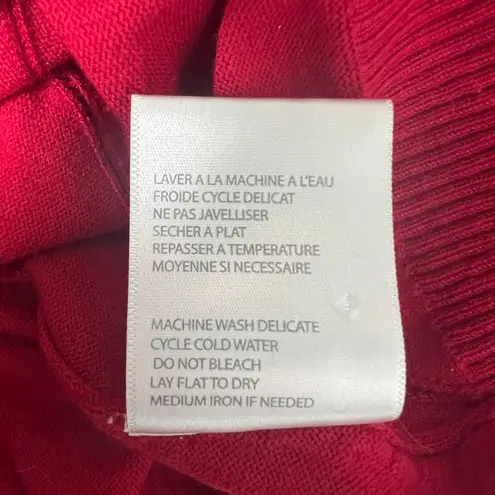 LAVER A LA MACHINE A L'EAU
FROIDE CYCLE DELICAT
NE PAS JAVELLISER
SECHER A PLAT
REPASSER A TEMPERATURE
MOYENNE SI NECESSAIRE
MACHINE WASH DELICATE
CYCLE COLD WATER
DO NOT BLEACH
LAY FLAT TO DRY
MEDIUM IRON IF NEEDED